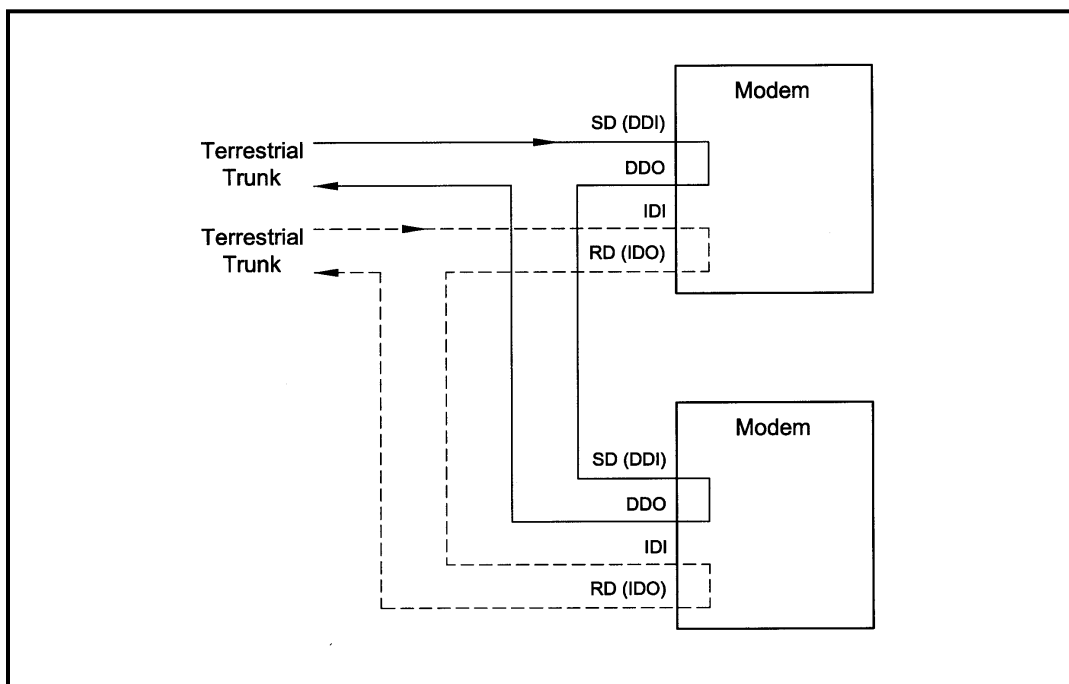 Modem
SD (DDI)
Terrestrial
Trunk
DDO
IDI
Terrestrial
Trunk
RD (IDO)
Modem
SD (DDI)
DDO
IDI
RD (IDO)